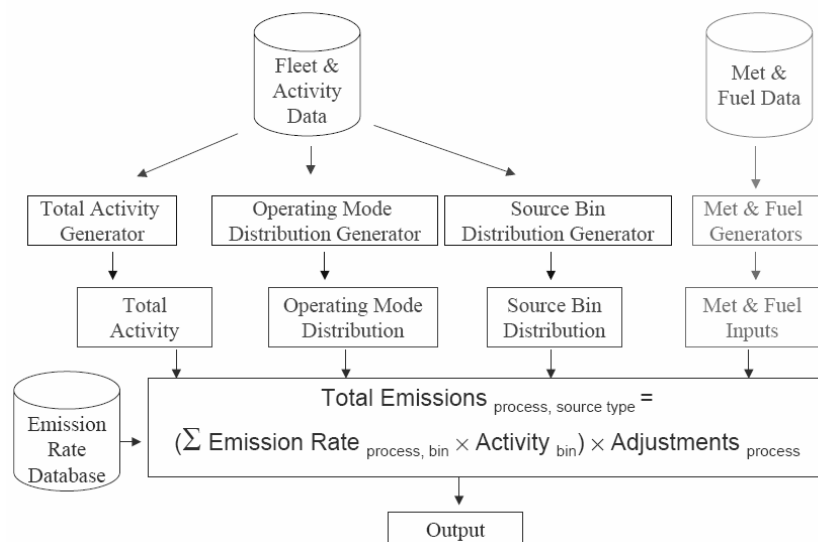 Fleet &
Activity
Data
Met &
Fuel Data
Total Activity
Generator
Operating Mode
Distribution Generator
Source Bin
Distribution Generator
Met & Fuel
Generators
Total
Activity
Operating Mode
Distribution
Source Bin
Distribution
Met & Fuel
Inputs
Emission
Rate
Database
Total Emissions process, source type =
(Σ Emission Rate process, bin × Activity bin) × Adjustments process
Output